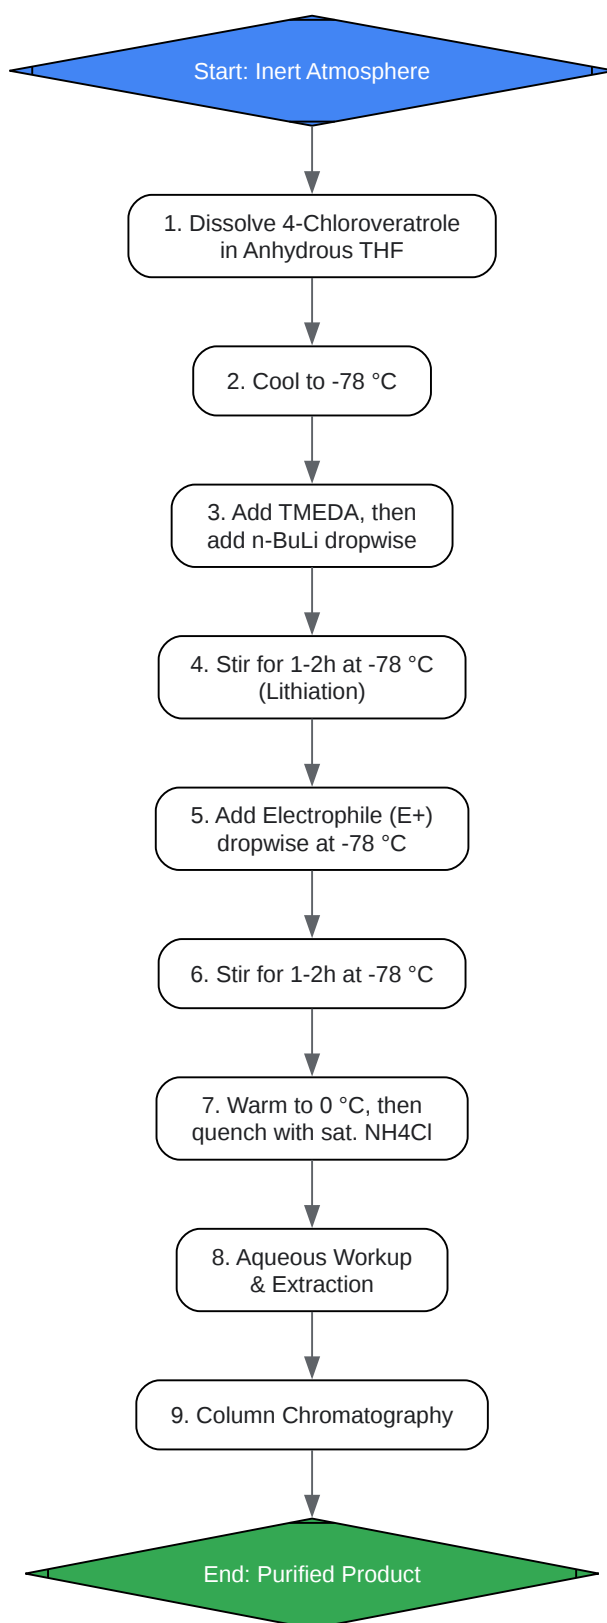 Start: Inert Atmosphere
1. Dissolve 4-Chloroveratrole
in Anhydrous THF
2. Cool to -78 °C
3. Add TMEDA, then
add n-BuLi dropwise
4. Stir for 1-2h at -78 °C
(Lithiation)
5. Add Electrophile (E+)
dropwise at -78 °C
6. Stir for 1-2h at -78 °C
7. Warm to 0 °C, then
quench with sat. NH4Cl
8. Aqueous Workup
& Extraction
9. Column Chromatography
End: Purified Product